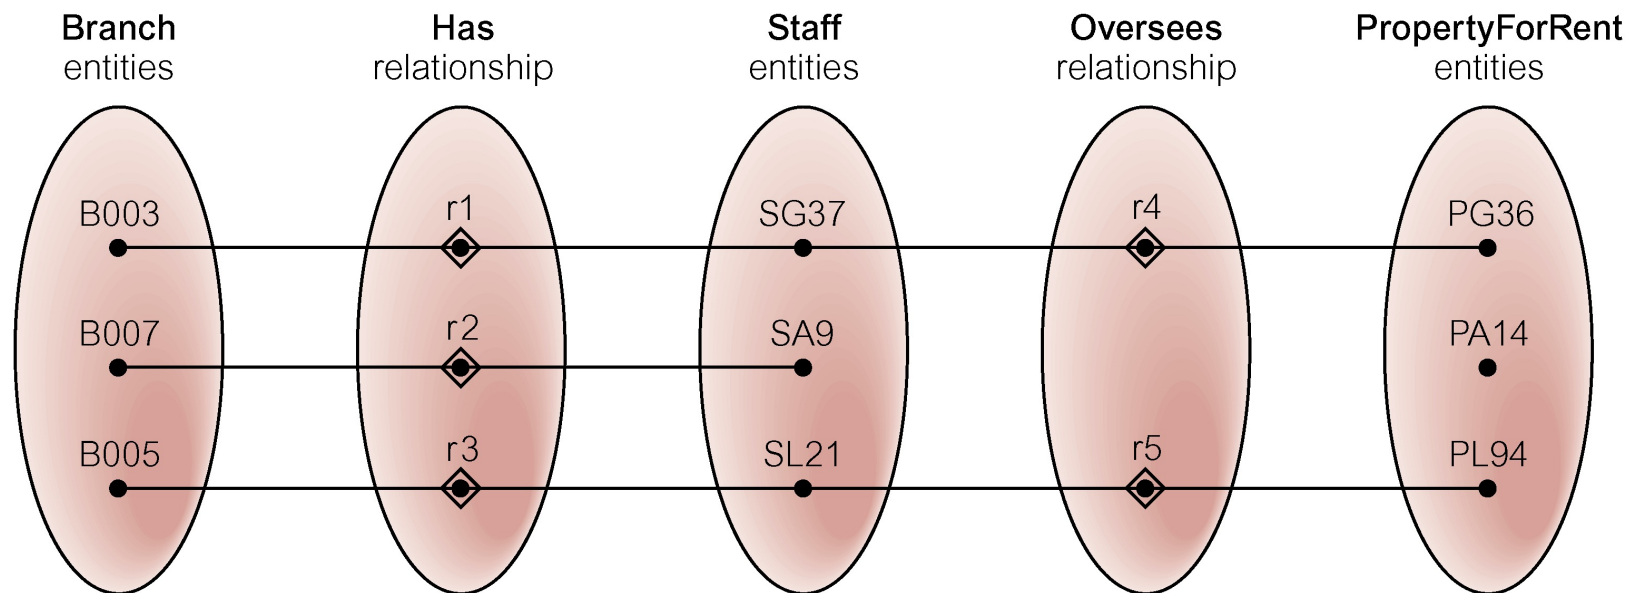 Branch Has Staff Oversees PropertyForRent
entities relationship entities relationship entities
B003 r1 SG37 r4 PG36
B007 r2 SA9 PA14
B005 r3 SL21 r5 PL94